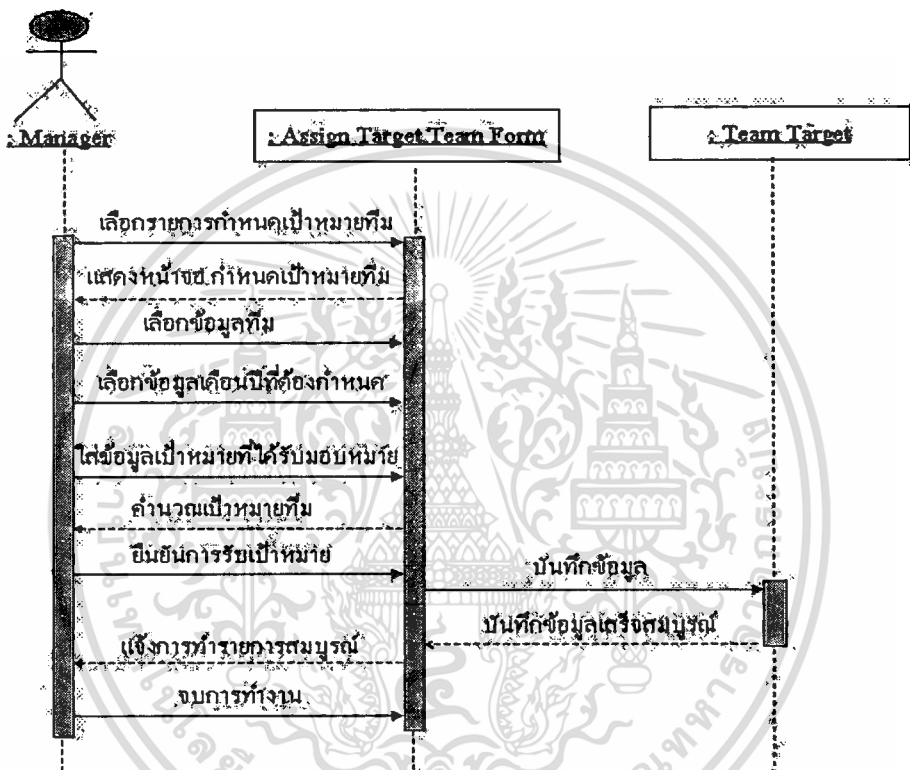 : Manager
: Assign Target Team Form
: Team Target
เลือกรายการกำหนดเป้าหมายทีม
แสดงหน้าจอ กำหนดเป้าหมายทีม
เลือกข้อมูลทีม
เลือกข้อมูลเดือนปีที่ต้องกำหนด
ใส่ข้อมูลเป้าหมายที่ได้รับมอบหมาย
คำนวณเป้าหมายทีม
ยืนยันการรับเป้าหมาย
บันทึกข้อมูล
บันทึกข้อมูลเสร็จสมบูรณ์
แจ้งการทำรายการสมบูรณ์
จบการทำงาน